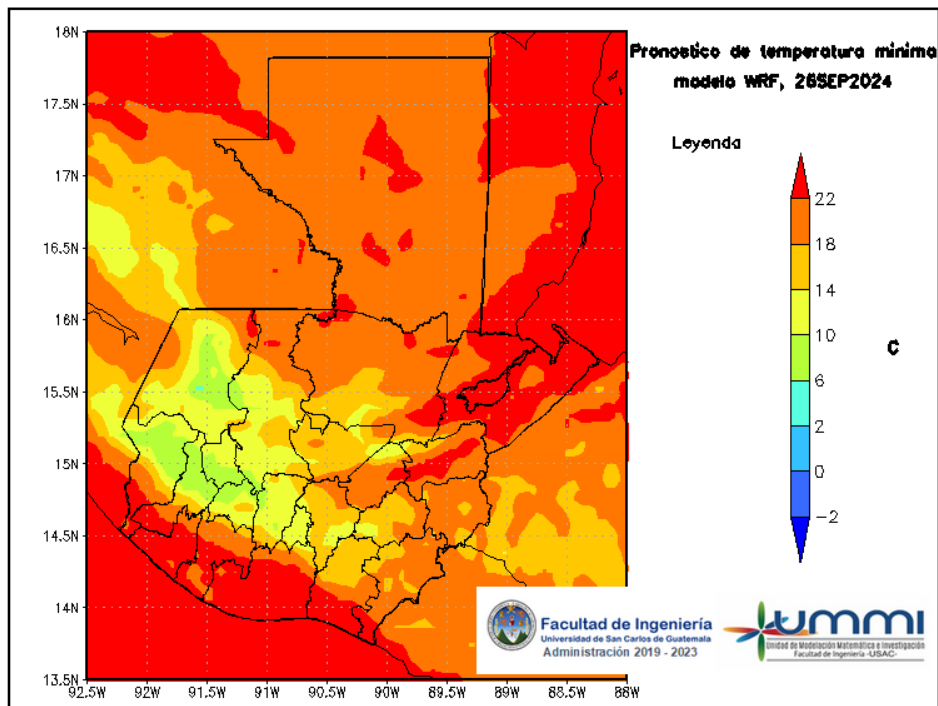 Pronostico de temperatura minima
modelo WRF, 26SEP2024
Leyenda
22
18
14
10
6
2
0
-2
C
18N
17.5N
17N
16.5N
16N
15.5N
15N
14.5N
14N
13.5N
92.5W
92W
91.5W
91W
90.5W
90W
89.5W
89W
88.5W
88W
Facultad de Ingeniería
Universidad de San Carlos de Guatemala
Administración 2019 - 2023
UMMI
Unidad de Modelación Matemática e Investigación
Facultad de Ingeniería -USAC-